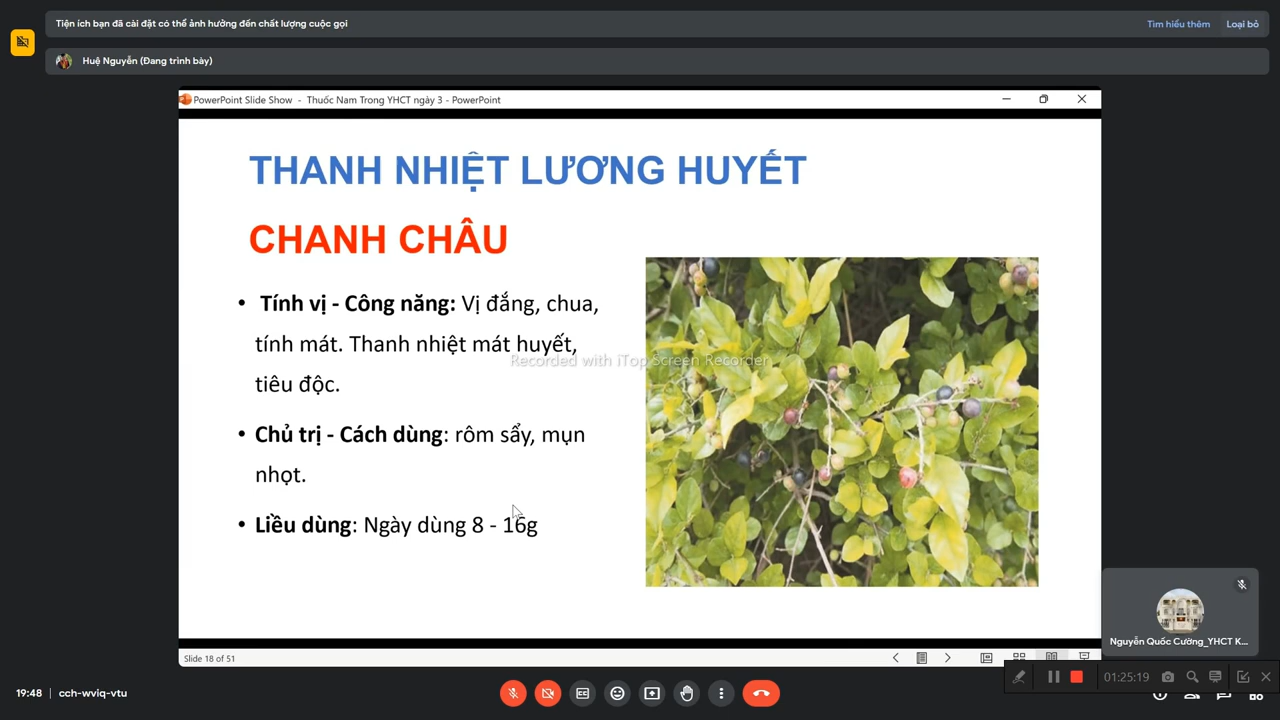 Tiện ích bạn đã cài đặt có thể ảnh hưởng đến chất lượng cuộc gọi
Tìm hiểu thêm
Loại bỏ
Huệ Nguyễn (Đang trình bày)
PowerPoint Slide Show - Thuốc Nam Trong YHCT ngày 3 - PowerPoint
THANH NHIỆT LƯƠNG HUYẾT
CHANH CHÂU
• Tính vị - Công năng: Vị đắng, chua,
tính mát. Thanh nhiệt mát huyết,
tiêu độc.
Recorded with iTop Screen Recorder
• Chủ trị - Cách dùng: rôm sẩy, mụn
nhọt.
• Liều dùng: Ngày dùng 8 - 16g
Nguyễn Quốc Cường_YHCT K...
Slide 18 of 51
01:25:19
19:48
cch-wviq-vtu